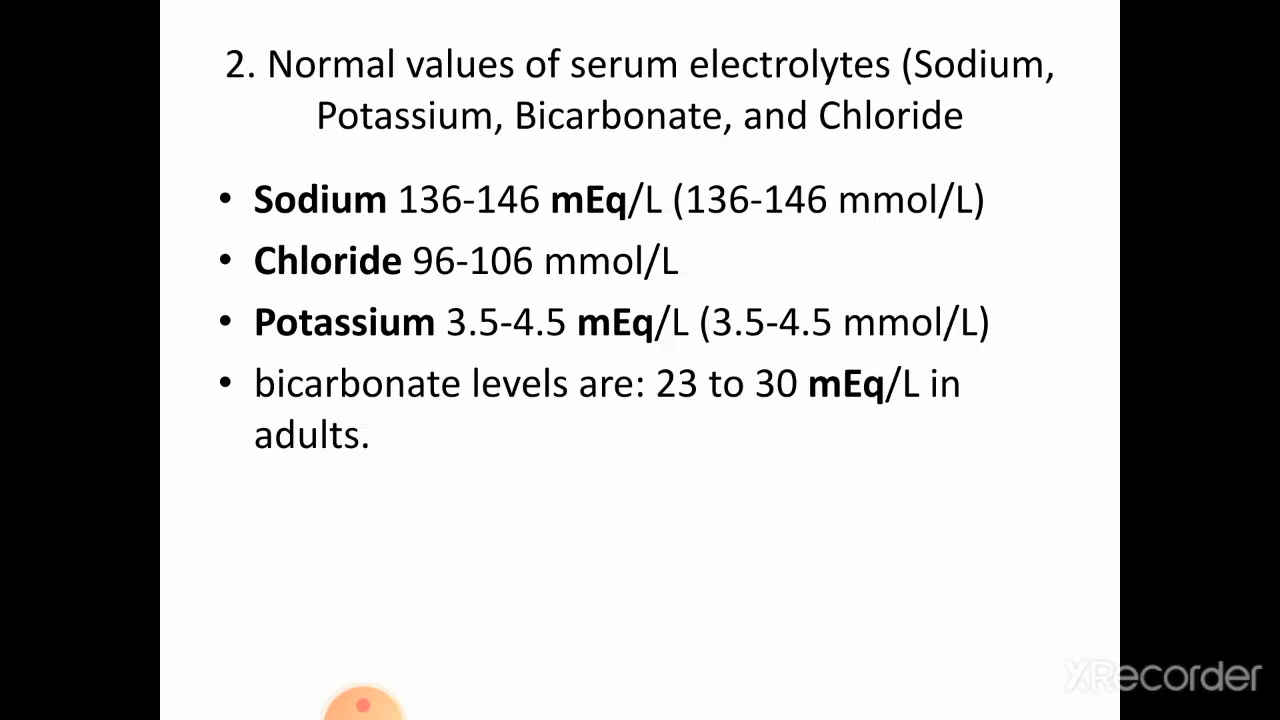 2. Normal values of serum electrolytes (Sodium,
Potassium, Bicarbonate, and Chloride
• Sodium 136-146 mEq/L (136-146 mmol/L)
• Chloride 96-106 mmol/L
• Potassium 3.5-4.5 mEq/L (3.5-4.5 mmol/L)
• bicarbonate levels are: 23 to 30 mEq/L in
adults.
XRecorder